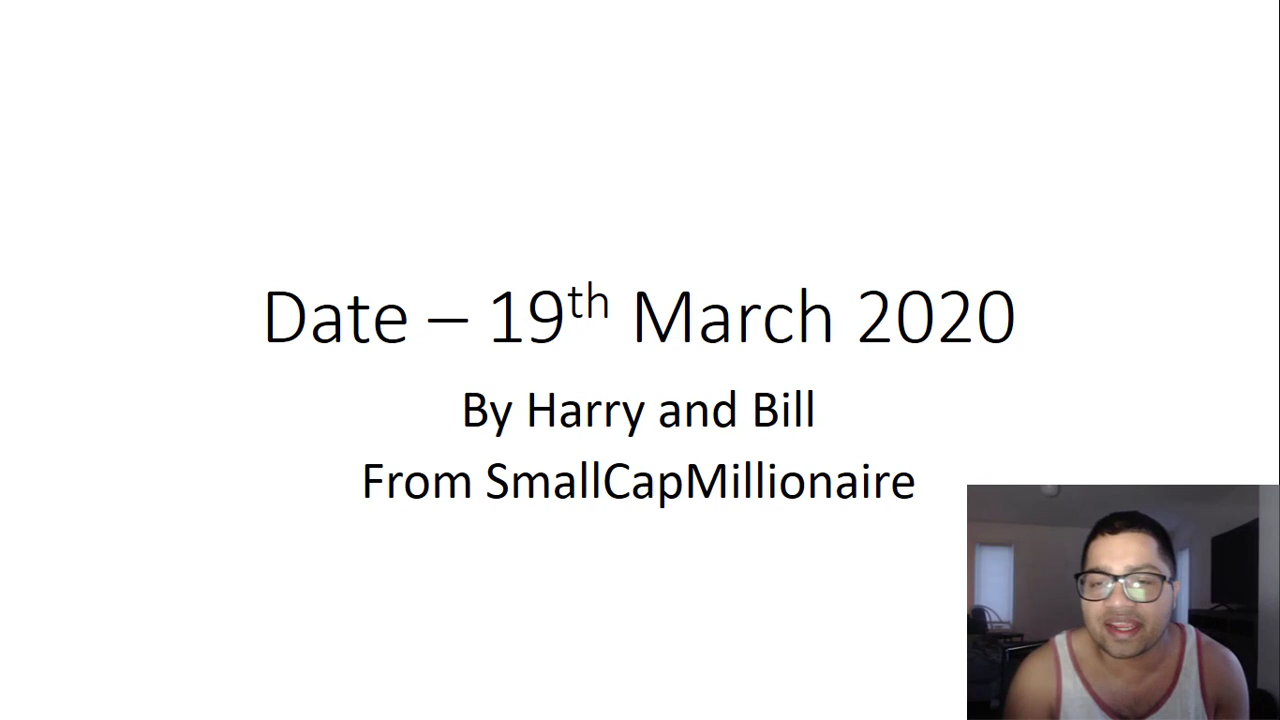 Date – 19th March 2020
By Harry and Bill
From SmallCapMillionaire